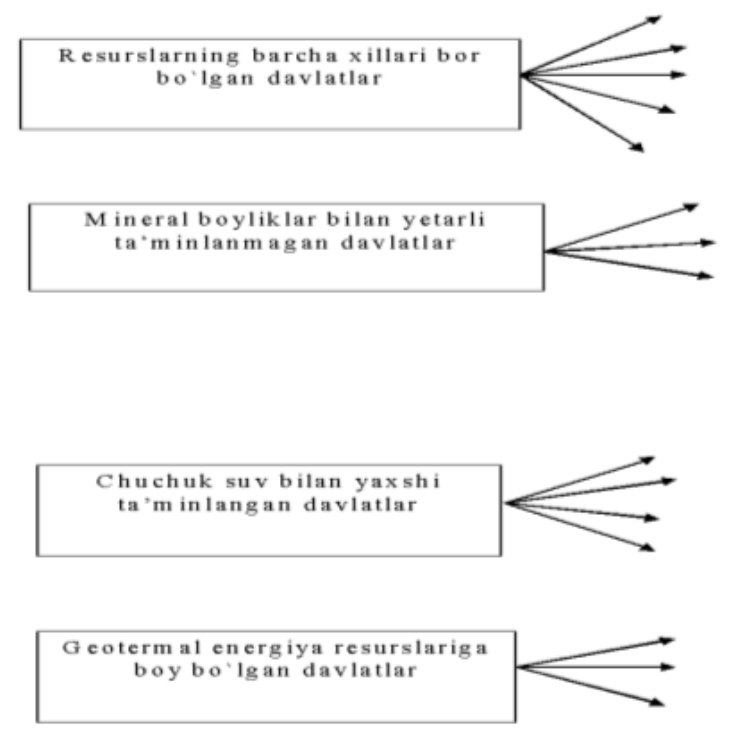 Resurslarning barcha xillari bor
bo`lgan davlatlar
Mineral boyliklar bilan yetarli
ta’minlanmagan davlatlar
Chuchuk suv bilan yaxshi
ta’minlangan davlatlar
Geotermal energiya resurslariga
boy bo`lgan davlatlar